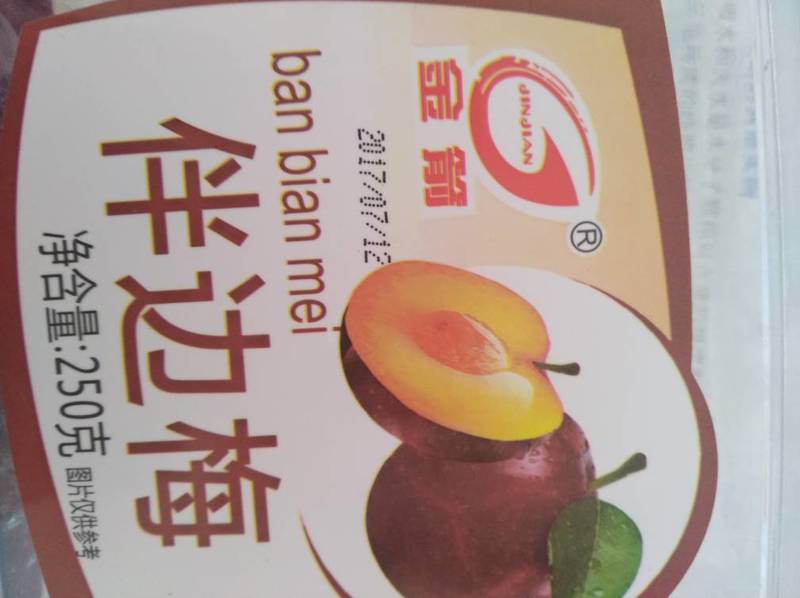 JINJIAN
®
金箭
2017/07/12
ban bian mei
伴边梅
净含量:250克
图片仅供参考